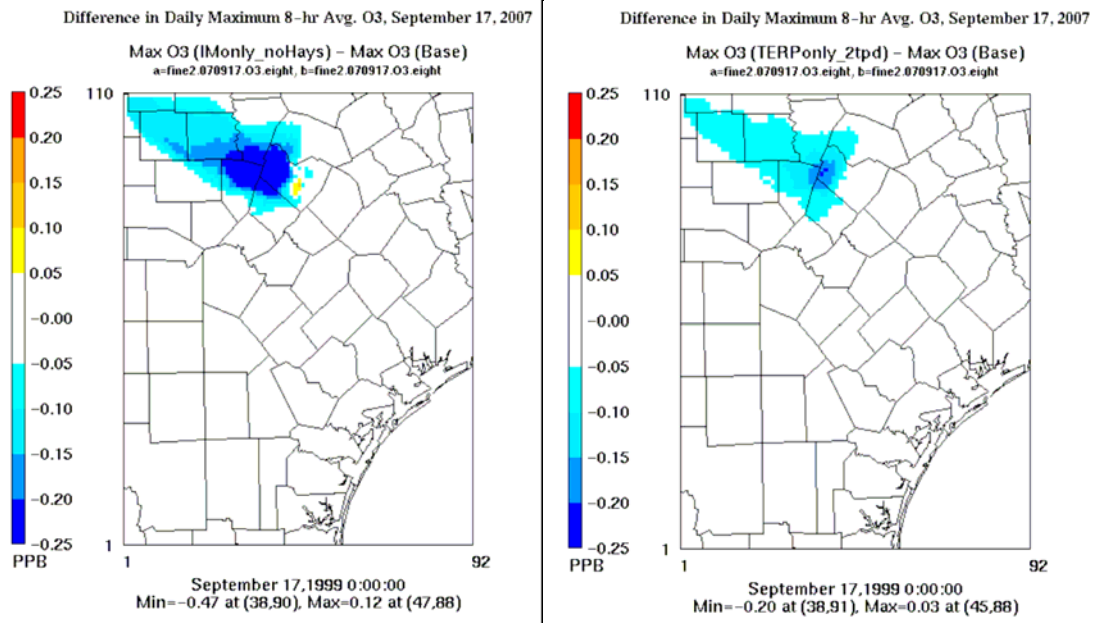 Difference in Daily Maximum 8-hr Avg. O3, September 17, 2007
Max O3 (IMonly_noHays) - Max O3 (Base)
a=fine2.070917.O3.eight, b=fine2.070917.O3.eight
110
0.25
0.20
0.15
0.10
0.05
-0.00
-0.05
-0.10
-0.15
-0.20
-0.25
PPB
1
1
92
September 17,1999 0:00:00
Min=-0.47 at (38,90), Max=0.12 at (47,88)
Difference in Daily Maximum 8-hr Avg. O3, September 17, 2007
Max O3 (TERPonly_2tpd) - Max O3 (Base)
a=fine2.070917.O3.eight, b=fine2.070917.O3.eight
110
0.25
0.20
0.15
0.10
0.05
-0.00
-0.05
-0.10
-0.15
-0.20
-0.25
PPB
1
1
92
September 17,1999 0:00:00
Min=-0.20 at (38,91), Max=0.03 at (45,88)